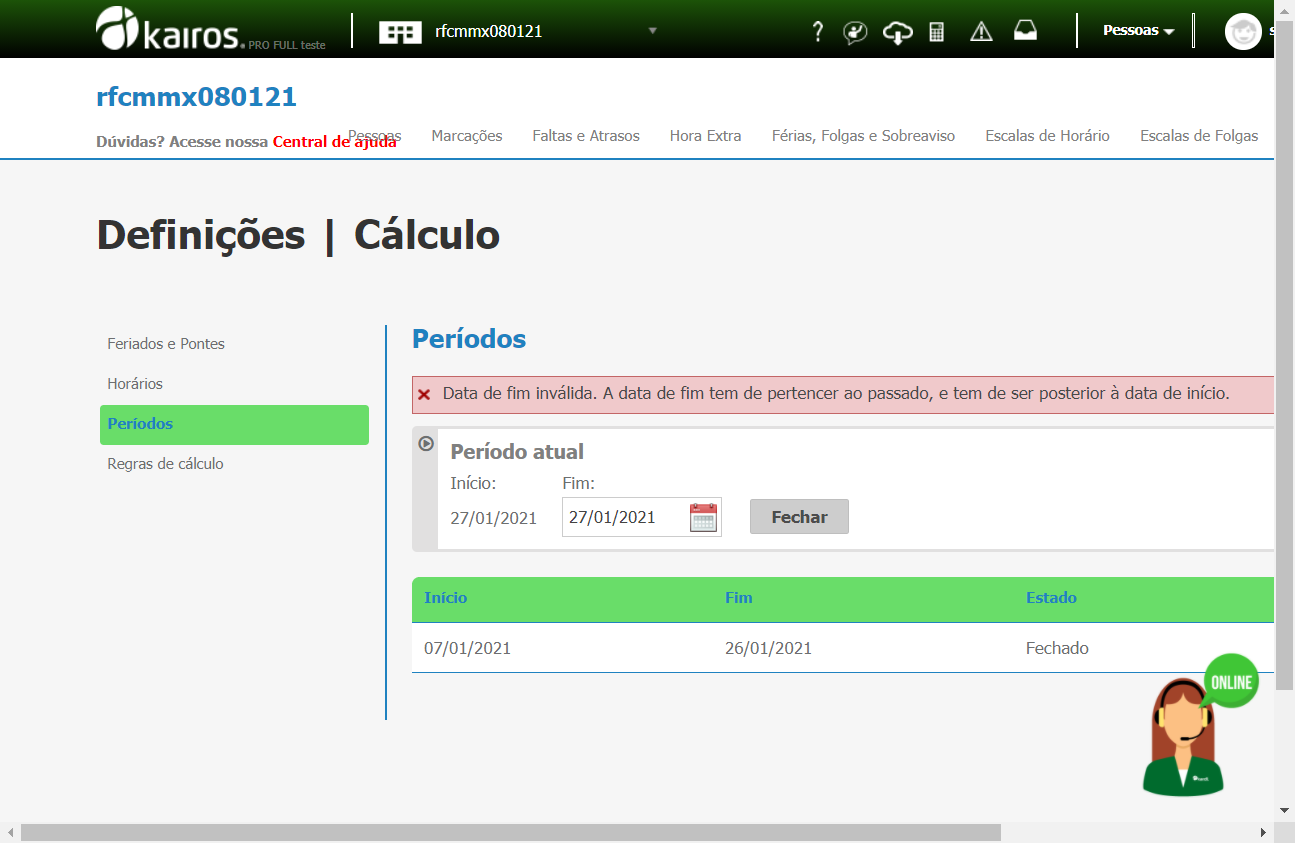 kairos. PRO FULL teste
rfcmmx080121
?
Pessoas
s
rfcmmx080121
Dúvidas? Acesse nossa Central de ajuda
Pessoas Marcações Faltas e Atrasos Hora Extra Férias, Folgas e Sobreaviso Escalas de Horário Escalas de Folgas
Definições | Cálculo
Feriados e Pontes
Horários
Períodos
Regras de cálculo
Períodos
Data de fim inválida. A data de fim tem de pertencer ao passado, e tem de ser posterior à data de início.
Período atual
Início: Fim:
27/01/2021 27/01/2021 Fechar
Início Fim Estado
07/01/2021 26/01/2021 Fechado
ONLINE